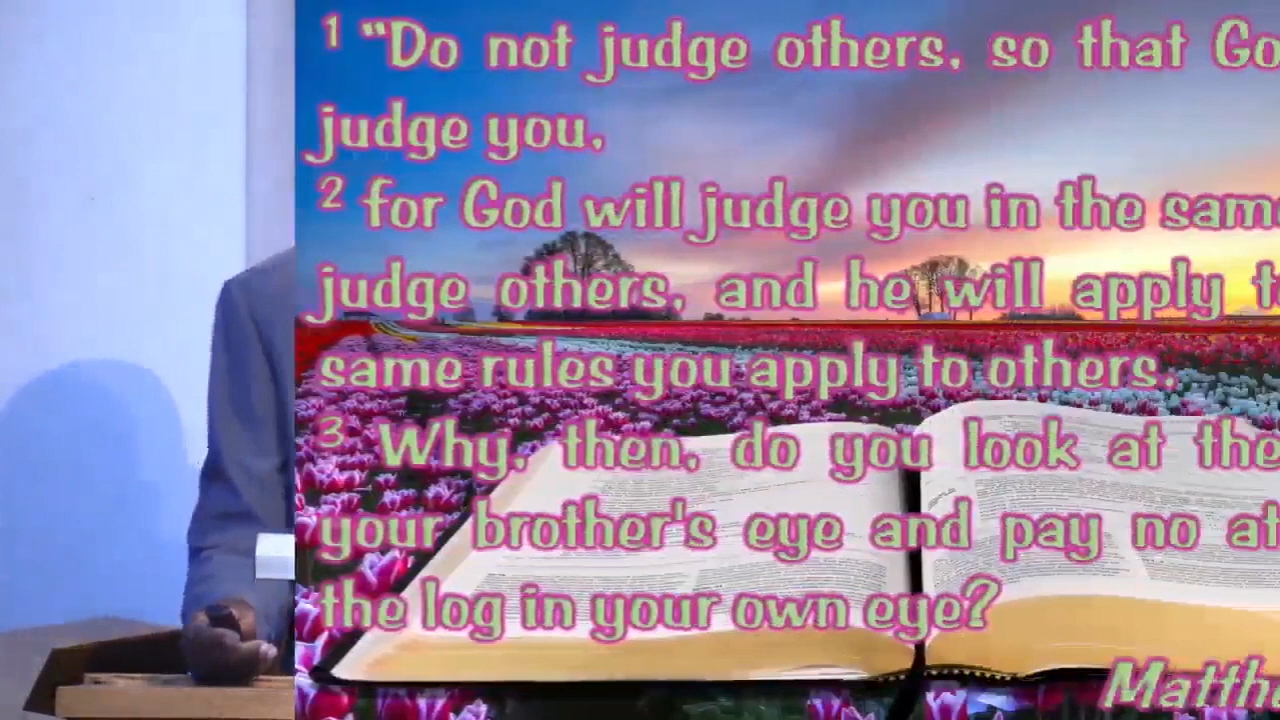 1 “Do not judge others, so that Go
judge you,
2 for God will judge you in the sam
judge others, and he will apply t
same rules you apply to others.
3 Why, then, do you look at the
your brother's eye and pay no at
the log in your own eye?
Matth